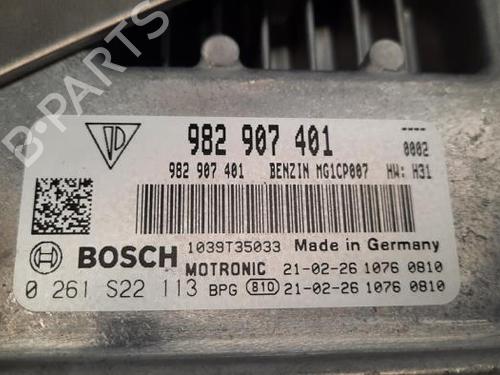 982 907 401
----
0002
982 907 401 BENZIN MG1CP007 HW: H31
BOSCH 1039T35033 Made in Germany
MOTRONIC 21-02-26 1076 0810
0 261 S22 113 BPG 810 21-02-26 1076 0810
B-PARTS